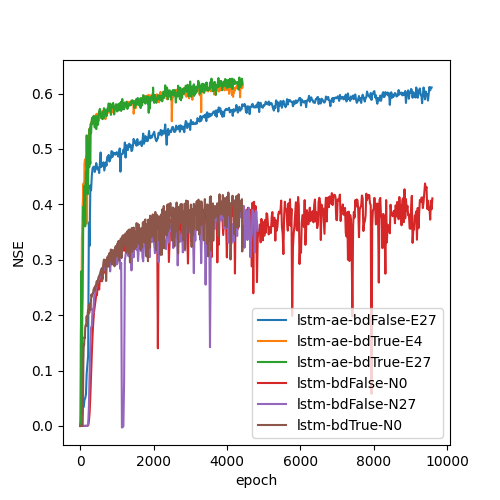 0.6
0.5
0.4
0.3
0.2
0.1
0.0
NSE
0 2000 4000 6000 8000 10000
epoch
lstm-ae-bdFalse-E27
lstm-ae-bdTrue-E4
lstm-ae-bdTrue-E27
lstm-bdFalse-N0
lstm-bdFalse-N27
lstm-bdTrue-N0